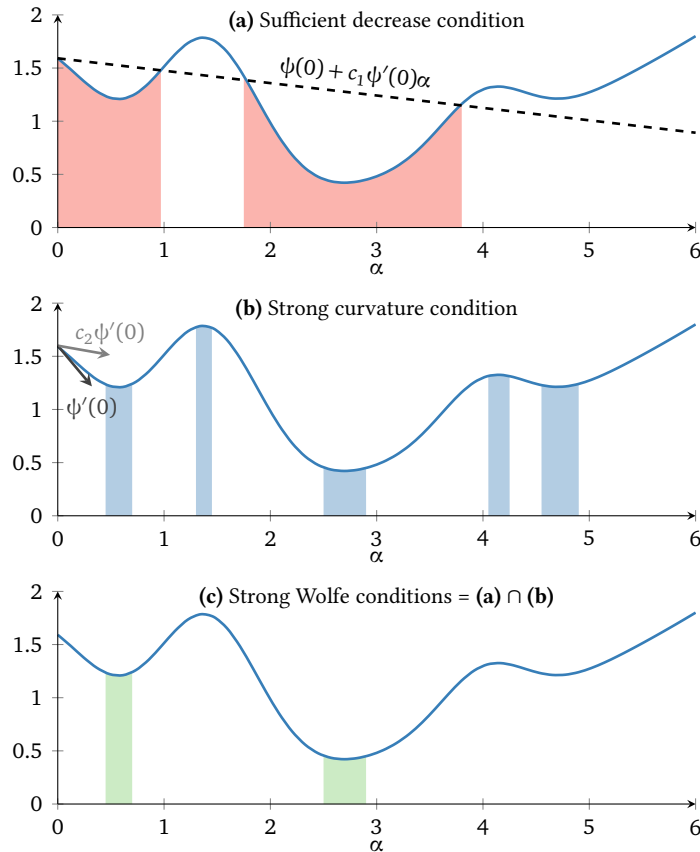 (a) Sufficient decrease condition
2
1.5
1
0.5
0
ψ(0) + c₁ψ′(0)α
0 1 2 3 4 5 6
α
(b) Strong curvature condition
2
1.5
1
0.5
0
c₂ψ′(0)
ψ′(0)
0 1 2 3 4 5 6
α
(c) Strong Wolfe conditions = (a) ∩ (b)
2
1.5
1
0.5
0
0 1 2 3 4 5 6
α